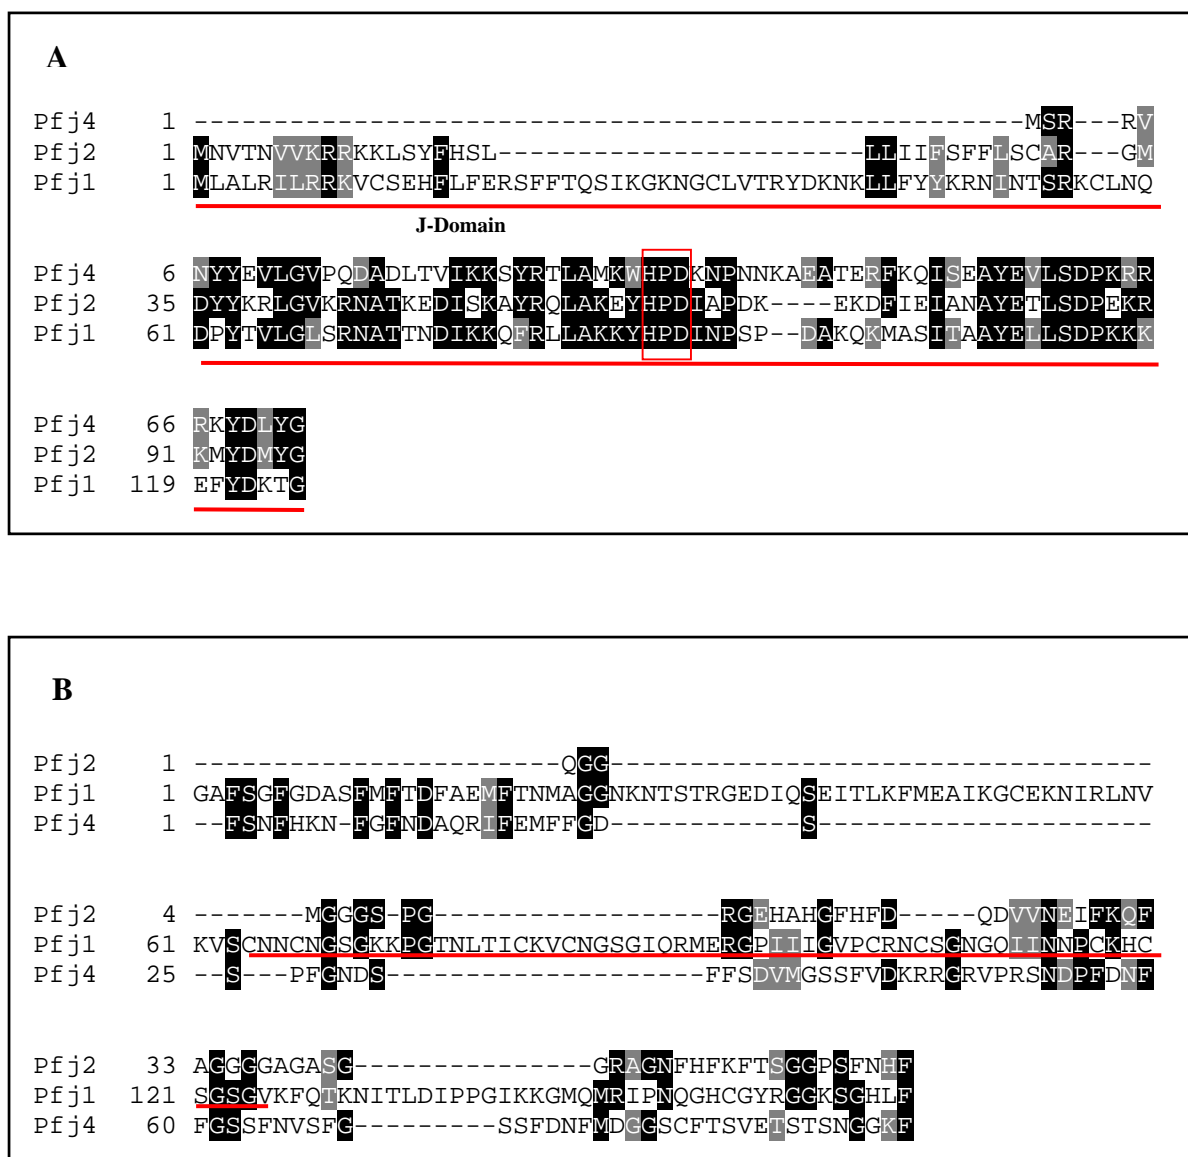 A
Pfj4 1 ----------------------------------------------------MSR---RV
Pfj2 1 MNVTNVVKRRKKLSYFHSL-----------------------LLIIFSFFLSCAR---GM
Pfj1 1 MLALRILRRKVCSEHFLFERSFFTQSIKGKNGCLVTRYDKNKLLFYYKRNINTSRKCLNQ
J-Domain
Pfj4 6 NYYEVLGVPQDADLTVIKKSYRTLAMKWHPDKNPNNKAEATERFKQISEAYEVLSDPKRR
Pfj2 35 DYYKRLGVKRNATKEDISKAYRQLAKEYHPDIAPDK----EKDFIEIANAYETLSDPEKR
Pfj1 61 DPYTVLGLSRNATTNDIKKQFRLLAKKYHPDINPSP--DAKQKMASITAAYELLSDPKKK
Pfj4 66 RKYDLYG
Pfj2 91 KMYDMYG
Pfj1 119 EFYDKTG
B
Pfj2 1 -----------------------QGG----------------------------------
Pfj1 1 GAFSGFGDASFMFTDFAEMFTNMAGGNKNTSTRGEDIQSEITLKFMEAIKGCEKNIRLNV
Pfj4 1 --FSNFHKN-FGFNDAQRIFEMFFGD------------S---------------------
Pfj2 4 -------MGGGS-PG------------------RGEHAHGFHFD-----QDVVNEIFKQF
Pfj1 61 KVSCNNCNGSGKKPGTNLTICKVCNGSGIQRMERGPIIIGVPCRNCSGNGQIINNPCKHC
Pfj4 25 --S---PFGNDS--------------------FFSDVMGSSFVDKRRGRVPRSNDPFDNF
Pfj2 33 AGGGGAGASG---------------GRAGNFHFKFTSGGPSFNHF
Pfj1 121 SGSGVKFQTKNITLDIPPGIKKGMQMRIPNQGHCGYRGGKSGHLF
Pfj4 60 FGSSFNVSFG---------SSFDNFMDGGSCFTSVETSTSNGGKF